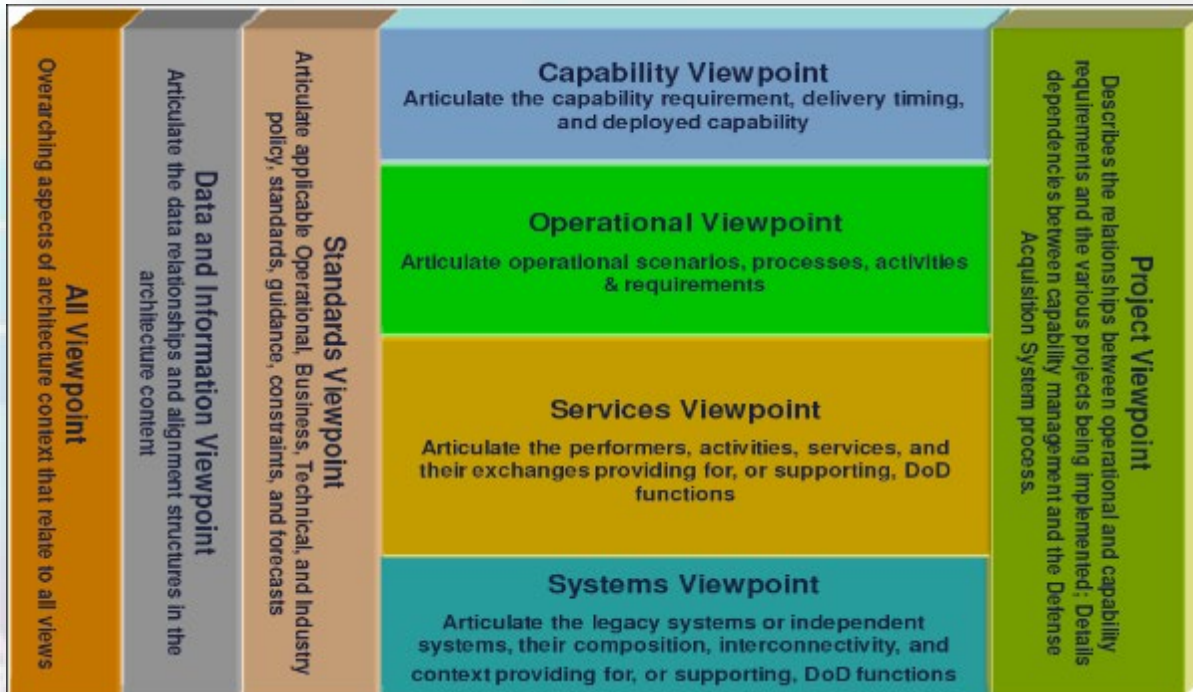 All Viewpoint
Overarching aspects of architecture context that relate to all views
Data and Information Viewpoint
Articulate the data relationships and alignment structures in the
architecture content
Standards Viewpoint
Articulate applicable Operational, Business, Technical, and Industry
policy, standards, guidance, constraints, and forecasts
Capability Viewpoint
Articulate the capability requirement, delivery timing,
and deployed capability
Operational Viewpoint
Articulate operational scenarios, processes, activities
& requirements
Services Viewpoint
Articulate the performers, activities, services, and
their exchanges providing for, or supporting, DoD
functions
Systems Viewpoint
Articulate the legacy systems or independent
systems, their composition, interconnectivity, and
context providing for, or supporting, DoD functions
Project Viewpoint
Describes the relationships between operational and capability
requirements and the various projects being implemented; Details
dependencies between capability management and the Defense
Acquisition System process.